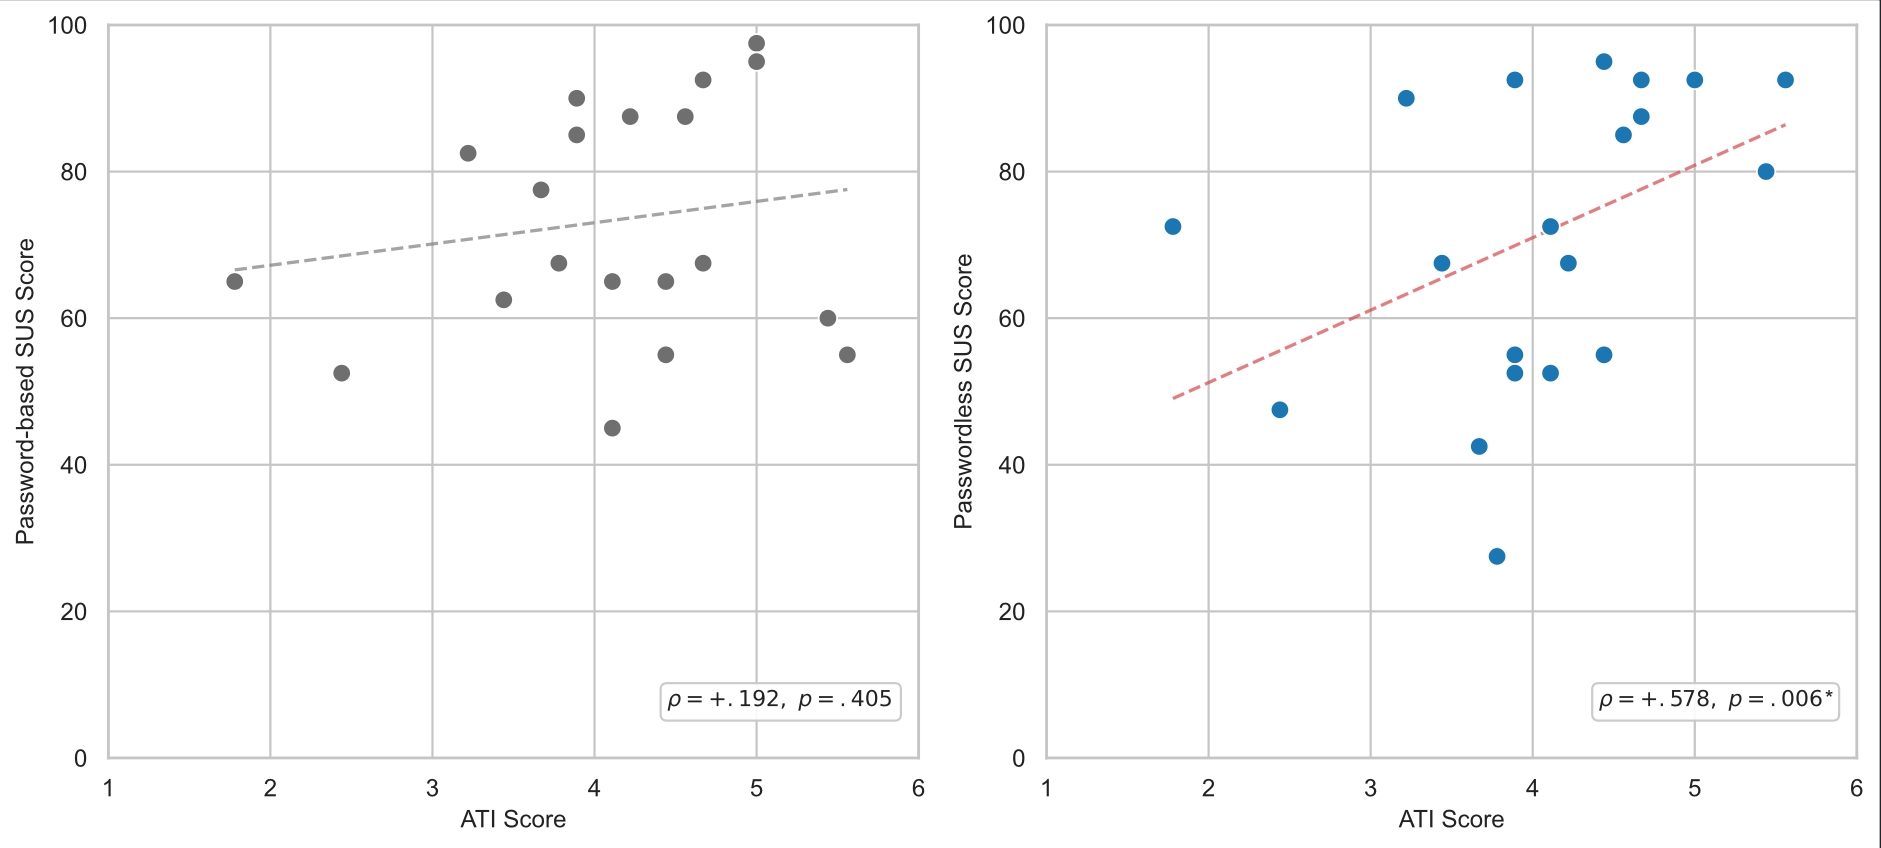 Password-based SUS Score
100
80
60
40
20
0
1 2 3 4 5 6
ATI Score
ρ = +.192, p = .405
Passwordless SUS Score
100
80
60
40
20
0
1 2 3 4 5 6
ATI Score
ρ = +.578, p = .006*